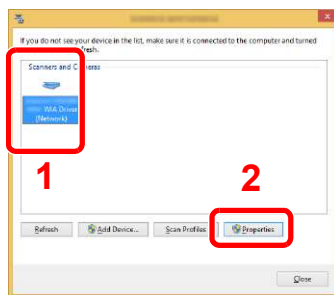 If you do not see your device in the list, make sure it is connected to the computer and turned
fresh.
Scanners and C meras
WIA Driver
(Network)
1
2
Refresh
Add Device...
Scan Profiles
Properties
Close